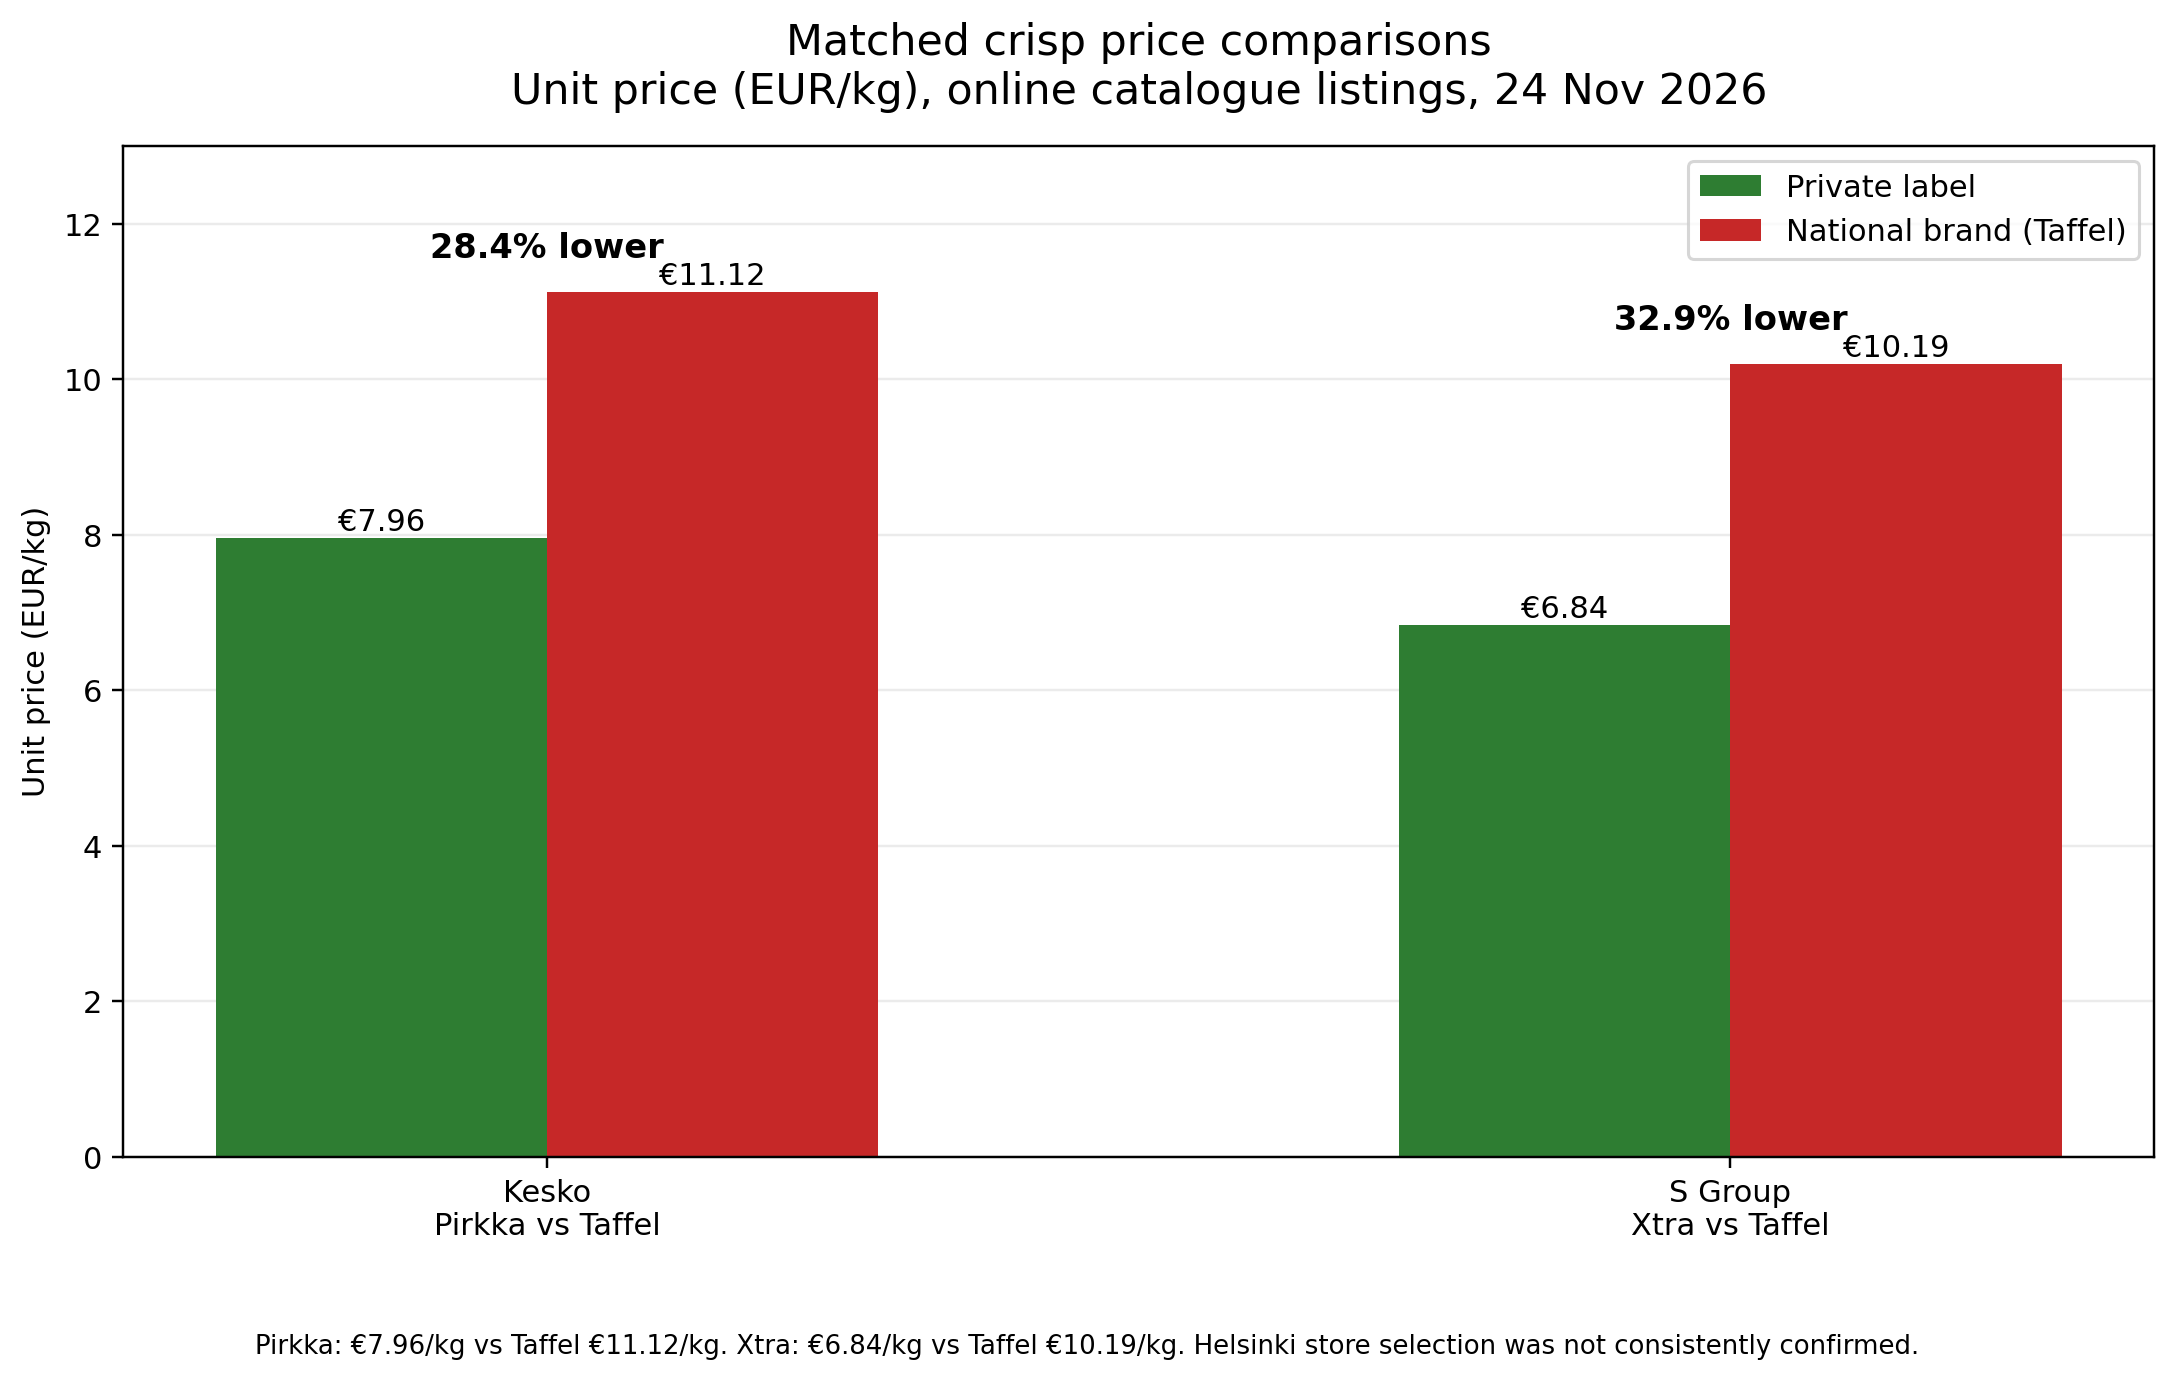 Matched crisp price comparisons
Unit price (EUR/kg), online catalogue listings, 24 Nov 2026
Private label
National brand (Taffel)
28.4% lower
€11.12
32.9% lower
€10.19
€7.96
€6.84
Unit price (EUR/kg)
12
10
8
6
4
2
0
Kesko
Pirkka vs Taffel
S Group
Xtra vs Taffel
Pirkka: €7.96/kg vs Taffel €11.12/kg. Xtra: €6.84/kg vs Taffel €10.19/kg. Helsinki store selection was not consistently confirmed.